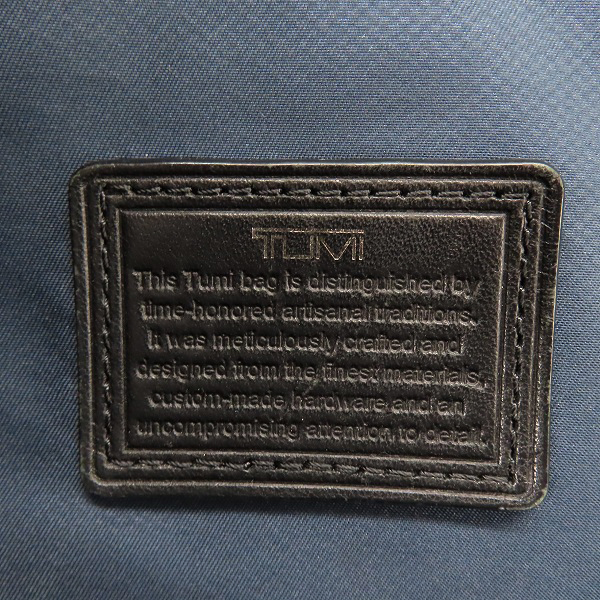 TUMI
This Tumi bag is distinguished by
time-honored artisanal traditions.
It was meticulously crafted and
designed from the finest materials,
custom-made hardware and an
uncompromising attention to detail.